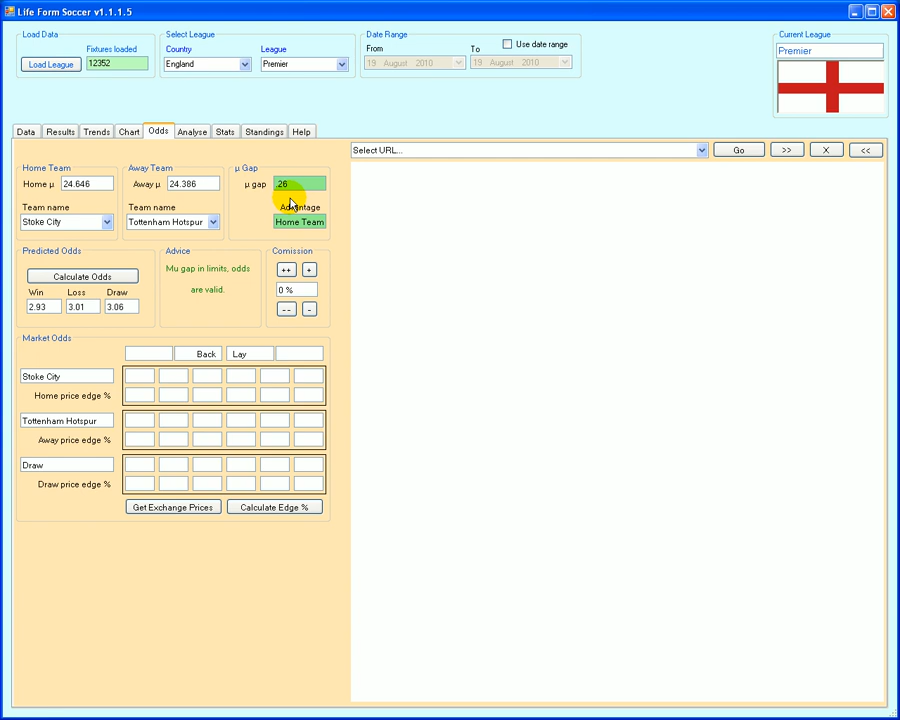 Life Form Soccer v1.1.1.5
Load Data
Fixtures loaded
Load League
12352
Select League
Country
League
England
Premier
Date Range
From
To
Use date range
19 August 2010
19 August 2010
Current League
Premier
Data
Results
Trends
Chart
Odds
Analyse
Stats
Standings
Help
Select URL...
Go
>>
X
<<
Home Team
Home µ
24.646
Team name
Stoke City
Away Team
Away µ
24.386
Team name
Tottenham Hotspur
µ Gap
µ gap
.26
Advantage
Home Team
Predicted Odds
Calculate Odds
Win
Loss
Draw
2.93
3.01
3.06
Advice
Mu gap in limits, odds
are valid.
Comission
++
+
0 %
--
-
Market Odds
Back
Lay
Stoke City
Home price edge %
Tottenham Hotspur
Away price edge %
Draw
Draw price edge %
Get Exchange Prices
Calculate Edge %